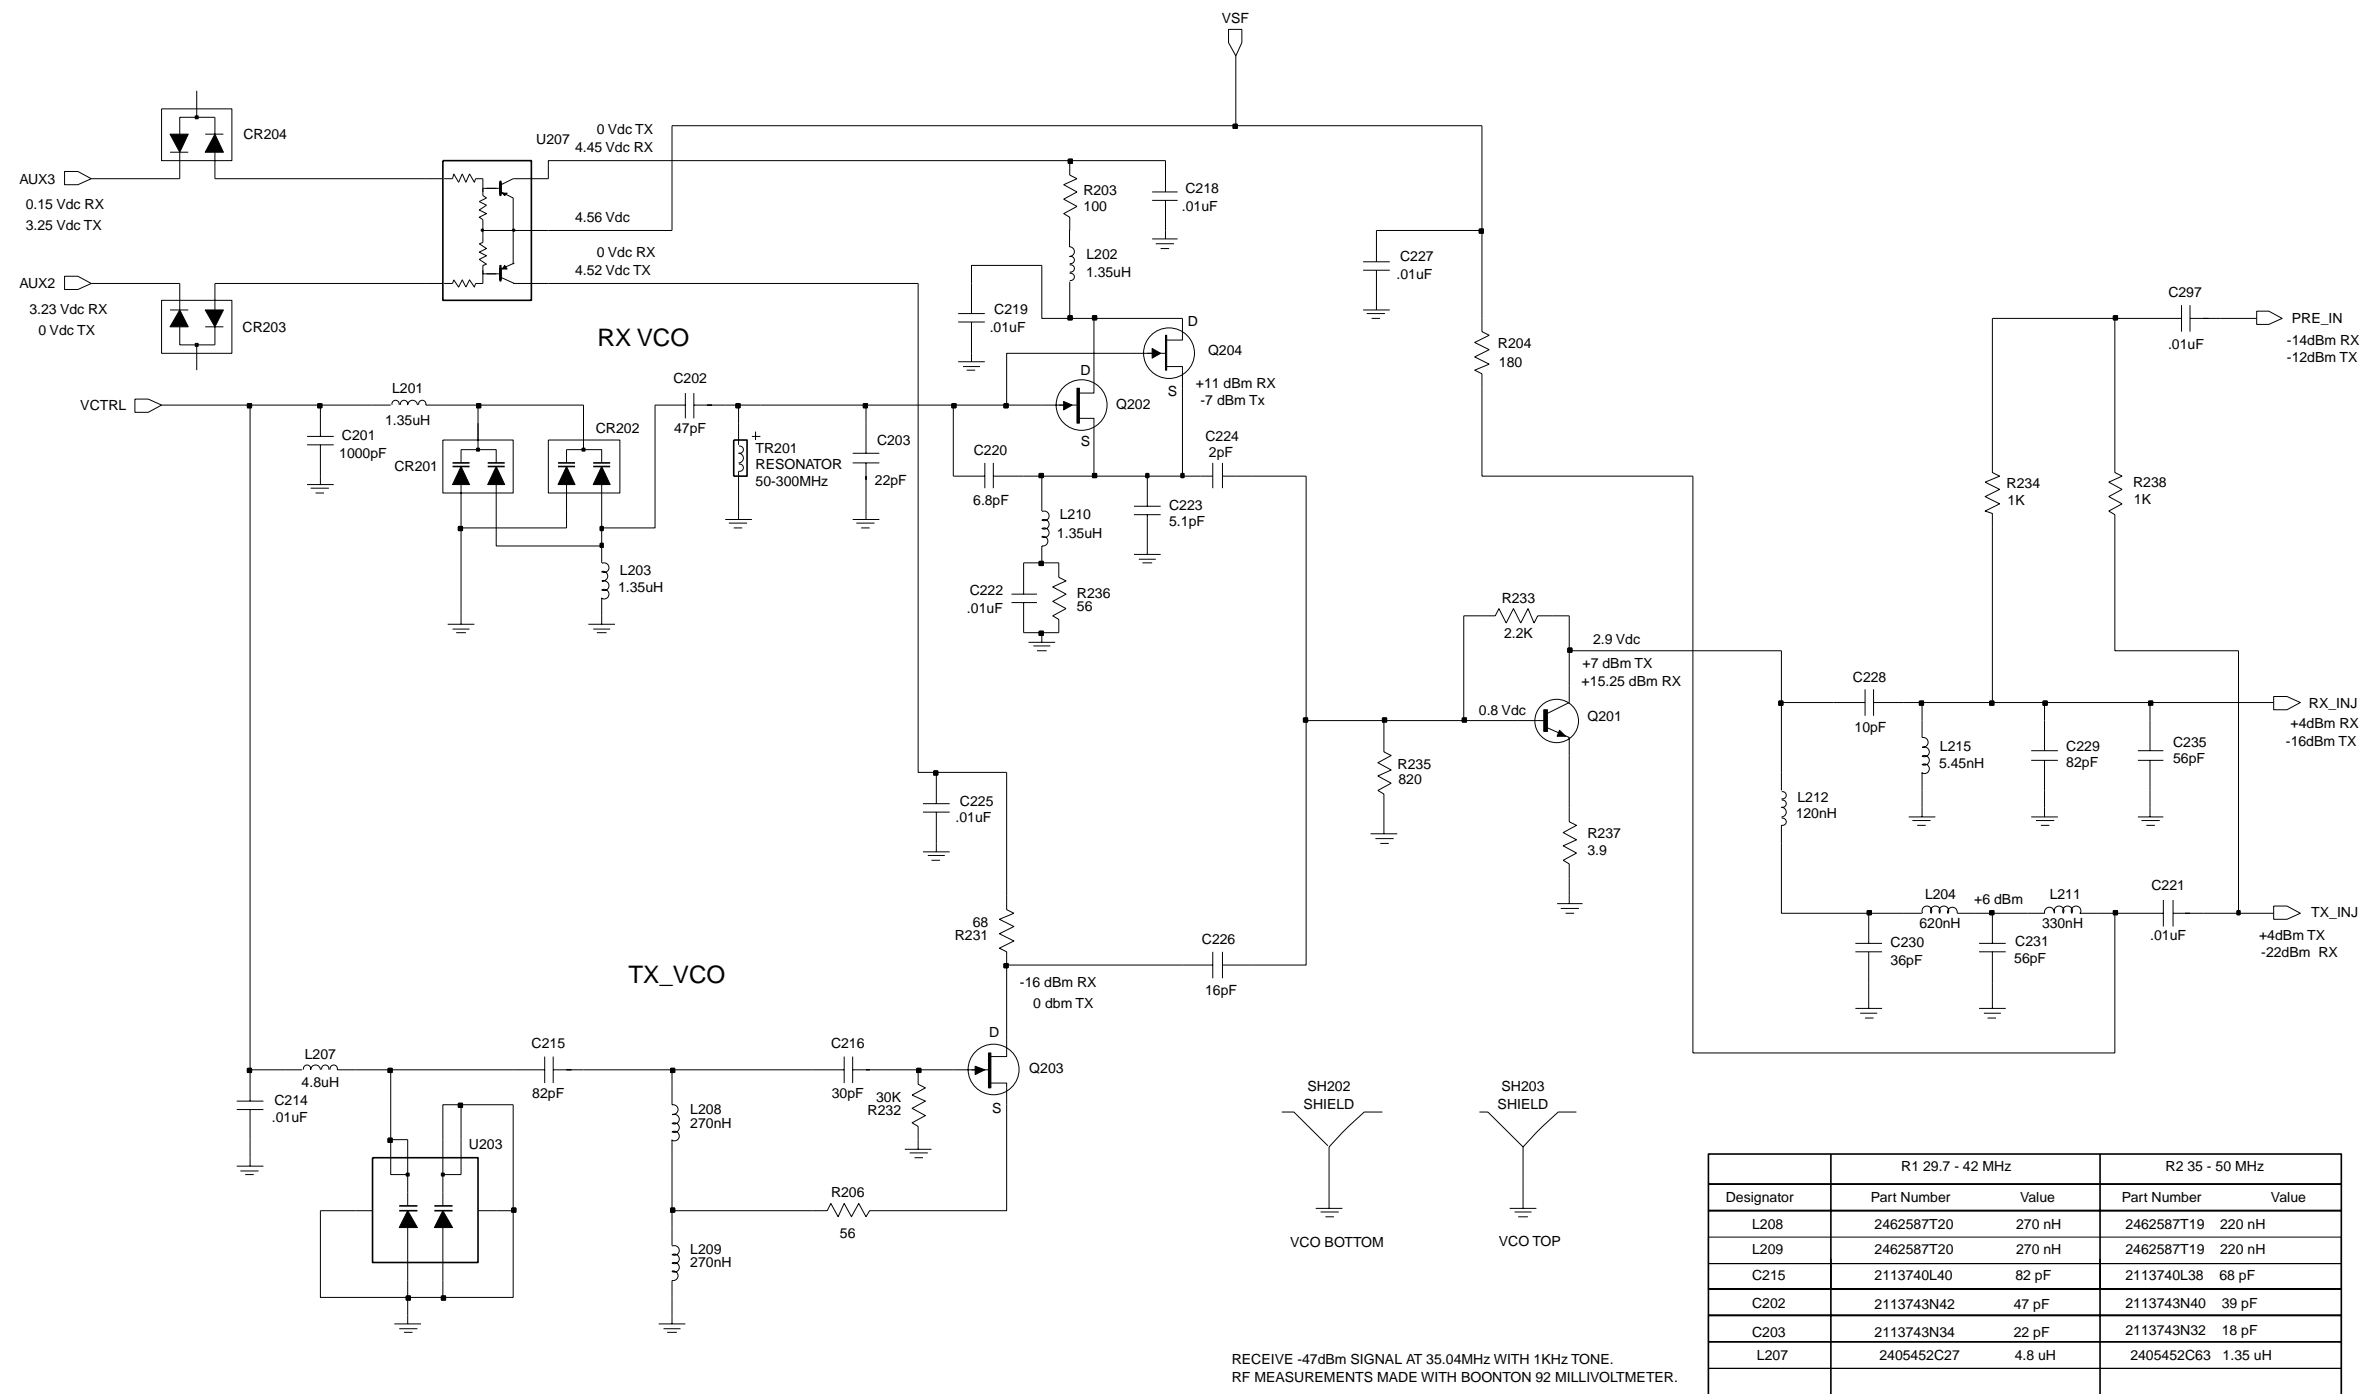 VSF
CR204
AUX3
0.15 Vdc RX
3.25 Vdc TX
AUX2
3.23 Vdc RX
0 Vdc TX
CR203
U207
0 Vdc TX
4.45 Vdc RX
4.56 Vdc
0 Vdc RX
4.52 Vdc TX
R203
100
C218
.01uF
L202
1.35uH
C219
.01uF
C227
.01uF
R204
180
C297
.01uF
PRE_IN
-14dBm RX
-12dBm TX
RX VCO
D
Q204
S
+11 dBm RX
-7 dBm Tx
D
Q202
S
VCTRL
L201
1.35uH
C201
1000pF
CR201
CR202
C202
47pF
+
TR201
RESONATOR
50-300MHz
C203
22pF
C220
6.8pF
C224
2pF
L210
1.35uH
C223
5.1pF
L203
1.35uH
C222
.01uF
R236
56
R234
1K
R238
1K
R233
2.2K
2.9 Vdc
+7 dBm TX
+15.25 dBm RX
0.8 Vdc
Q201
R235
820
R237
3.9
C228
10pF
L215
5.45nH
C229
82pF
C235
56pF
RX_INJ
+4dBm RX
-16dBm TX
L212
120nH
C225
.01uF
68
R231
L204
620nH
+6 dBm
L211
330nH
C221
.01uF
TX_INJ
+4dBm TX
-22dBm RX
C230
36pF
C231
56pF
TX_VCO
C226
16pF
-16 dBm RX
0 dbm TX
D
Q203
S
L207
4.8uH
C214
.01uF
C215
82pF
C216
30pF
30K
R232
L208
270nH
U203
R206
56
L209
270nH
SH202
SHIELD
VCO BOTTOM
SH203
SHIELD
VCO TOP
R1 29.7 - 42 MHz R2 35 - 50 MHz
Designator Part Number Value Part Number Value
L208 2462587T20 270 nH 2462587T19 220 nH
L209 2462587T20 270 nH 2462587T19 220 nH
C215 2113740L40 82 pF 2113740L38 68 pF
C202 2113743N42 47 pF 2113743N40 39 pF
C203 2113743N34 22 pF 2113743N32 18 pF
L207 2405452C27 4.8 uH 2405452C63 1.35 uH
RECEIVE -47dBm SIGNAL AT 35.04MHz WITH 1KHz TONE.
RF MEASUREMENTS MADE WITH BOONTON 92 MILLIVOLTMETER.